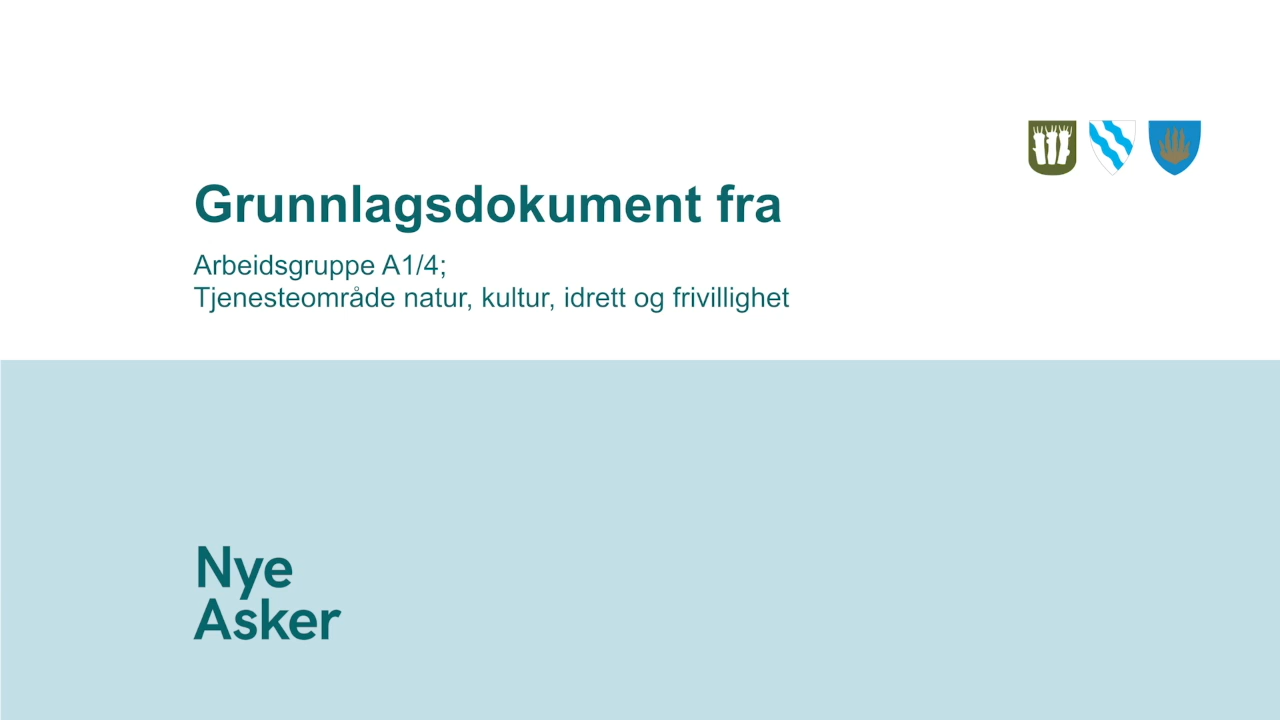 Grunnlagsdokument fra
Arbeidsgruppe A1/4;
Tjenesteområde natur, kultur, idrett og frivillighet
Nye
Asker